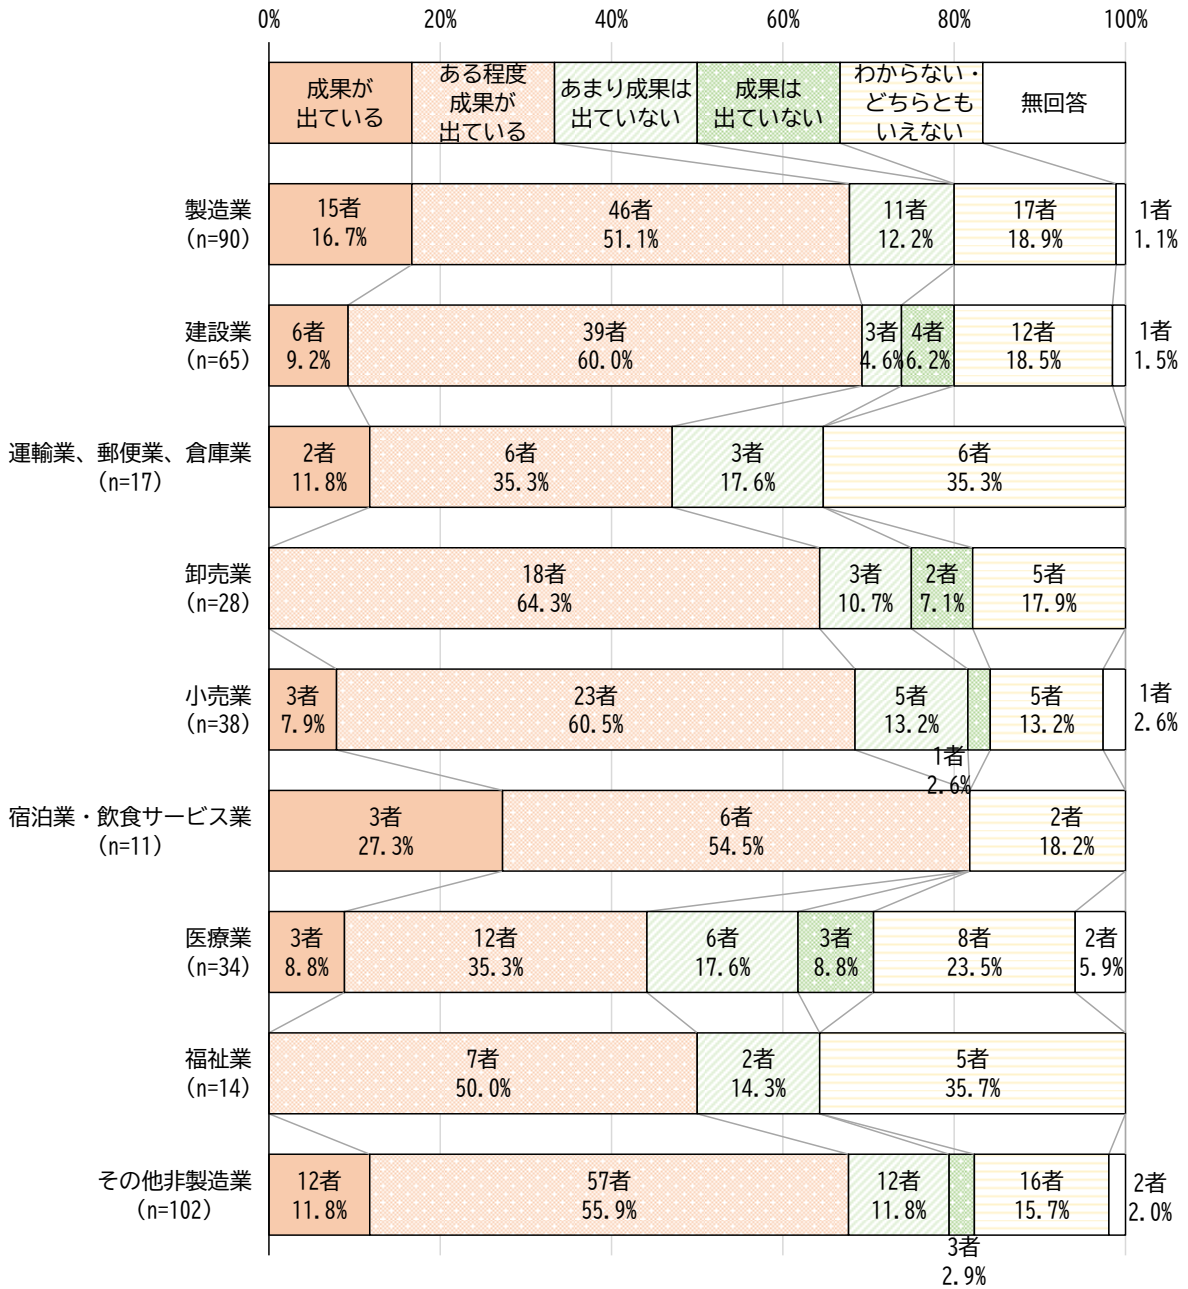 0% 20% 40% 60% 80% 100%
成果が
出ている
ある程度
成果が
出ている
あまり成果は
出ていない
成果は
出ていない
わからない・
どちらとも
いえない
無回答
製造業
(n=90)
15者
16.7%
46者
51.1%
11者
12.2%
17者
18.9%
1者
1.1%
建設業
(n=65)
6者
9.2%
39者
60.0%
3者
4.6%
4者
6.2%
12者
18.5%
1者
1.5%
運輸業、郵便業、倉庫業
(n=17)
2者
11.8%
6者
35.3%
3者
17.6%
6者
35.3%
卸売業
(n=28)
18者
64.3%
3者
10.7%
2者
7.1%
5者
17.9%
小売業
(n=38)
3者
7.9%
23者
60.5%
5者
13.2%
1者
2.6%
5者
13.2%
1者
2.6%
宿泊業・飲食サービス業
(n=11)
3者
27.3%
6者
54.5%
2者
18.2%
医療業
(n=34)
3者
8.8%
12者
35.3%
6者
17.6%
3者
8.8%
8者
23.5%
2者
5.9%
福祉業
(n=14)
7者
50.0%
2者
14.3%
5者
35.7%
その他非製造業
(n=102)
12者
11.8%
57者
55.9%
12者
11.8%
3者
2.9%
16者
15.7%
2者
2.0%